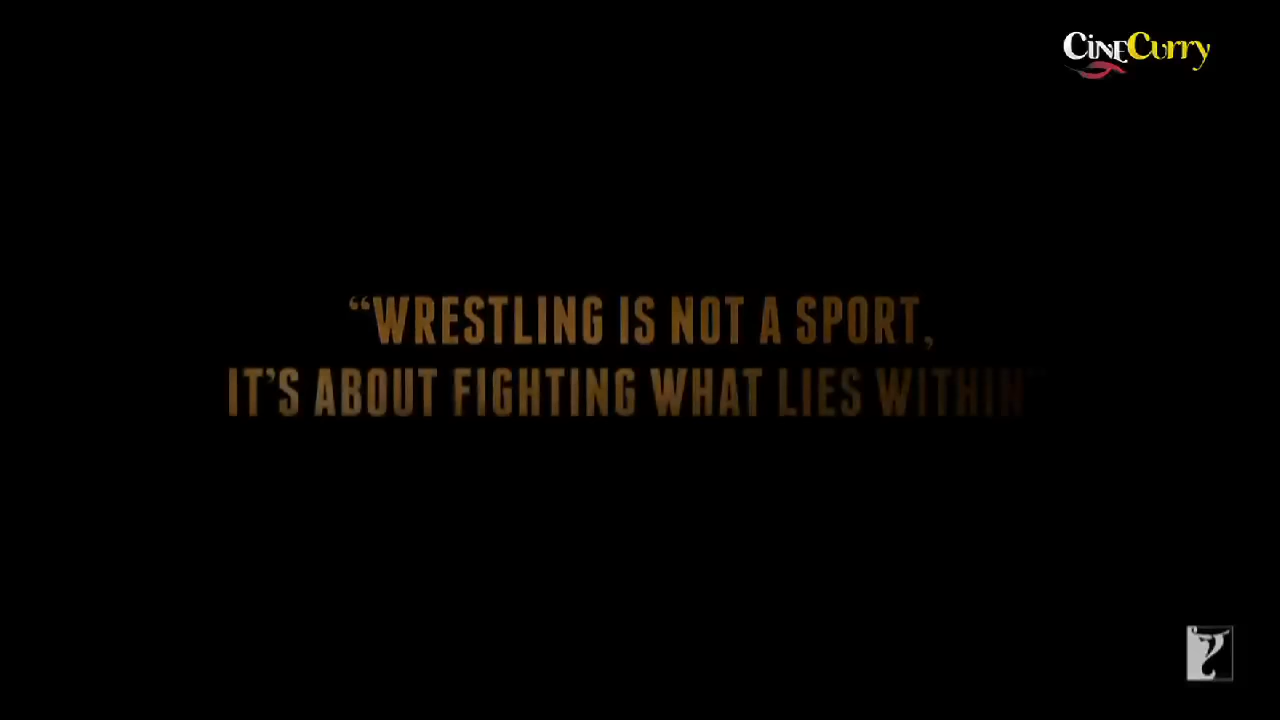 CineCurry
“WRESTLING IS NOT A SPORT,
IT’S ABOUT FIGHTING WHAT LIES WITHIN”